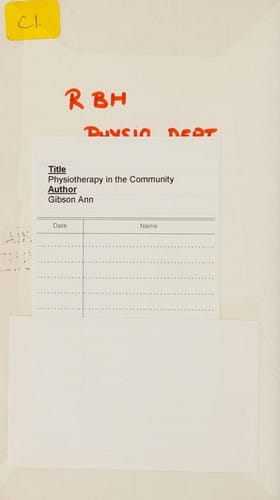 C1.
RBH
PHYSIO DEPT
Title
Physiotherapy in the Community
Author
Gibson Ann
Date Name